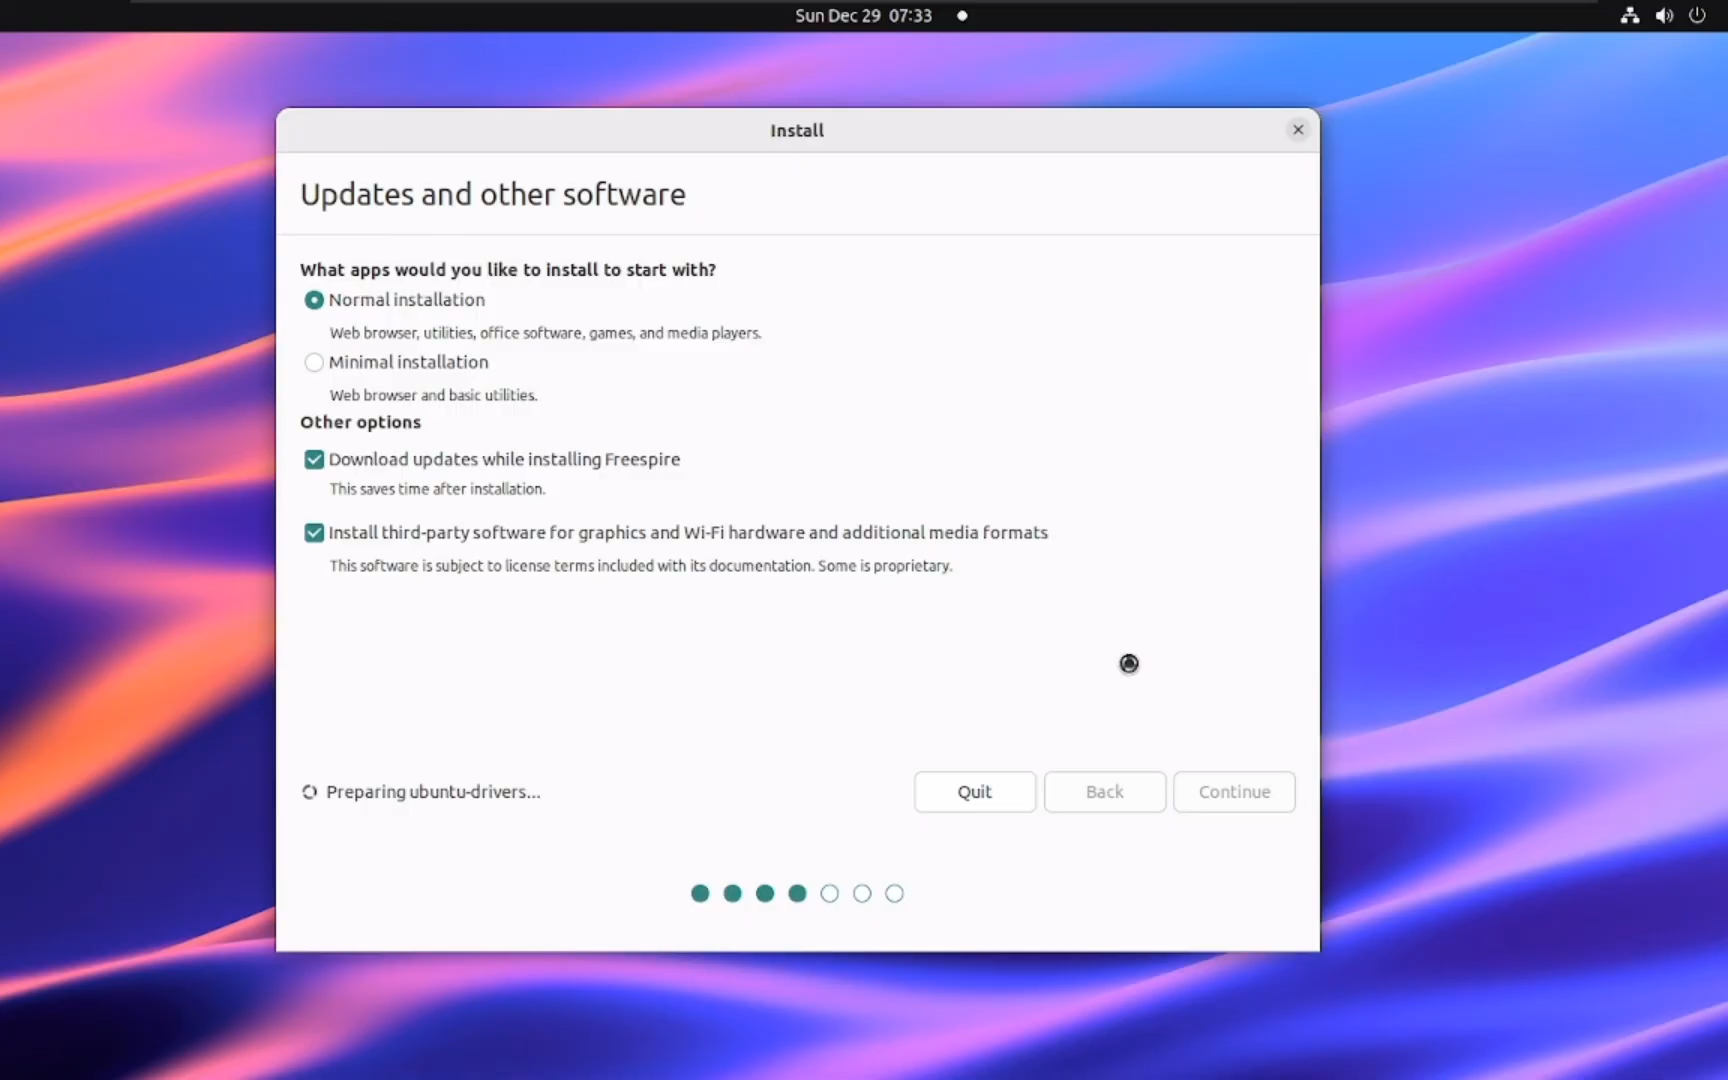 Sun Dec 29 07:33
Install
Updates and other software
What apps would you like to install to start with?
Normal installation
Web browser, utilities, office software, games, and media players.
Minimal installation
Web browser and basic utilities.
Other options
Download updates while installing Freespire
This saves time after installation.
Install third-party software for graphics and Wi-Fi hardware and additional media formats
This software is subject to license terms included with its documentation. Some is proprietary.
Preparing ubuntu-drivers...
Quit
Back
Continue